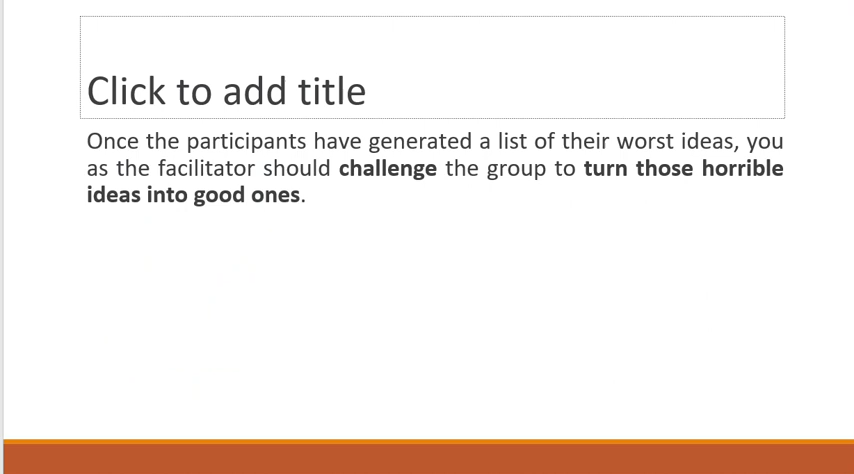 Click to add title
Once the participants have generated a list of their worst ideas, you
as the facilitator should challenge the group to turn those horrible
ideas into good ones.